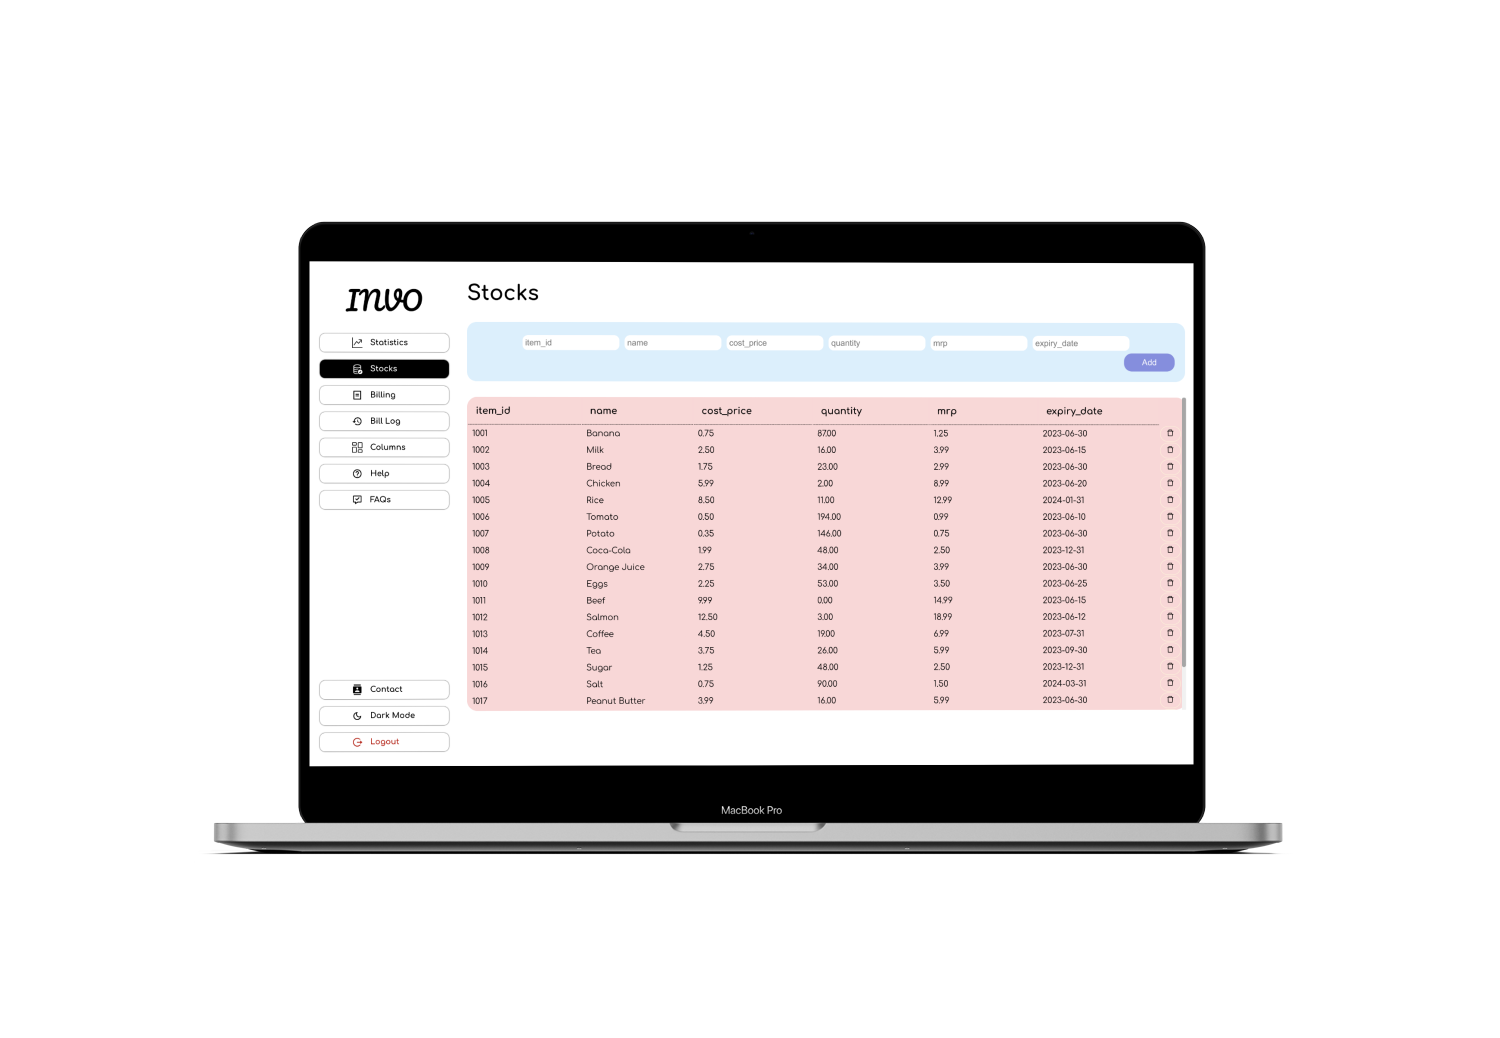 INVO
Statistics
Stocks
Billing
Bill Log
Columns
Help
FAQs
Contact
Dark Mode
Logout
Stocks
item_id name cost_price quantity mrp expiry_date
Add
item_id name cost_price quantity mrp expiry_date
1001 Banana 0.75 87.00 1.25 2023-06-30
1002 Milk 2.50 16.00 3.99 2023-06-15
1003 Bread 1.75 23.00 2.99 2023-06-30
1004 Chicken 5.99 2.00 8.99 2023-06-20
1005 Rice 8.50 11.00 12.99 2024-01-31
1006 Tomato 0.50 194.00 0.99 2023-06-10
1007 Potato 0.35 146.00 0.75 2023-06-30
1008 Coca-Cola 1.99 48.00 2.50 2023-12-31
1009 Orange Juice 2.75 34.00 3.99 2023-06-30
1010 Eggs 2.25 53.00 3.50 2023-06-25
1011 Beef 9.99 0.00 14.99 2023-06-15
1012 Salmon 12.50 3.00 18.99 2023-06-12
1013 Coffee 4.50 19.00 6.99 2023-07-31
1014 Tea 3.75 26.00 5.99 2023-09-30
1015 Sugar 1.25 48.00 2.50 2023-12-31
1016 Salt 0.75 90.00 1.50 2024-03-31
1017 Peanut Butter 3.99 16.00 5.99 2023-06-30
MacBook Pro